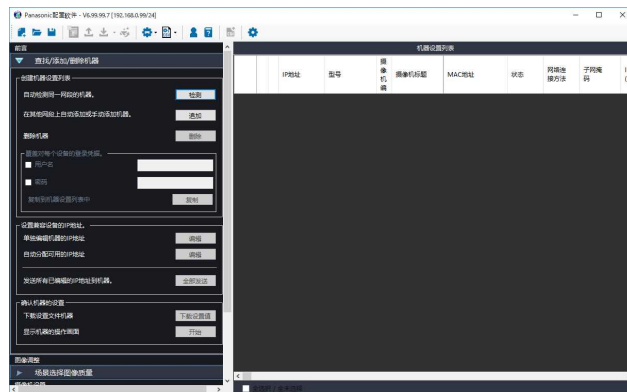 Panasonic配置软件 - V6.99.99.7 [192.168.0.99/24]
前言
查找/添加/删除机器
创建机器设置列表
自动检测同一网段的机器。
检测
在其他网段上自动添加或手动添加机器。
追加
删除机器
删除
覆盖对每个设备的登录凭据。
用户名
密码
复制到机器设置列表中
复制
设置兼容设备的IP地址。
单独编辑机器的IP地址
编辑
自动分配可用的IP地址
编辑
发送所有已编辑的IP地址到机器。
全部发送
确认机器的设置
下载设置文件机器
下载设置值
显示机器的操作画面
开始
图像调整
场景选择图像质量
摄像机设置
机器设置列表
IP地址
型号
摄像机编
摄像机标题
MAC地址
状态
网络连接方法
子网掩码